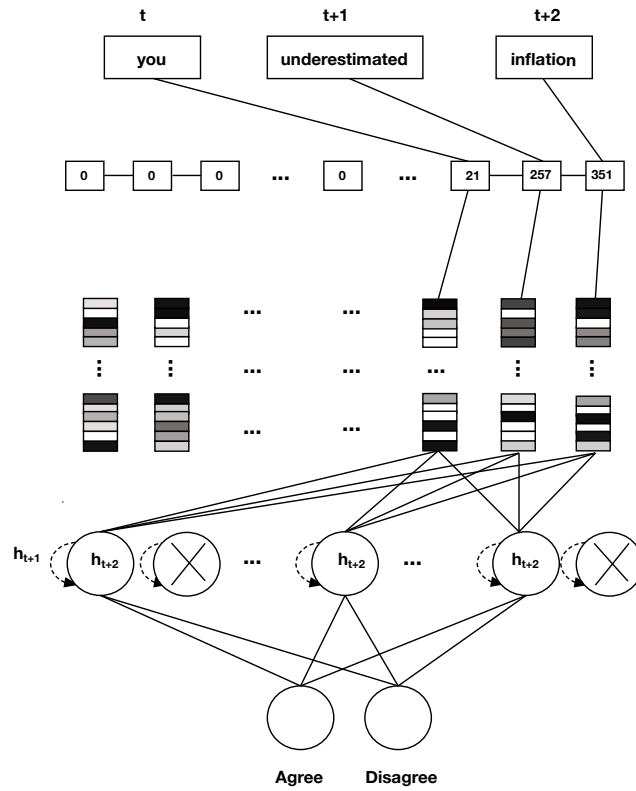 t t+1 t+2
you underestimated inflation
0 0 0 ... 0 ... 21 257 351
... ...
... ... ... ... ... ... ...
... ...
h_{t+1} h_{t+2} ... h_{t+2} ... h_{t+2}
Agree Disagree